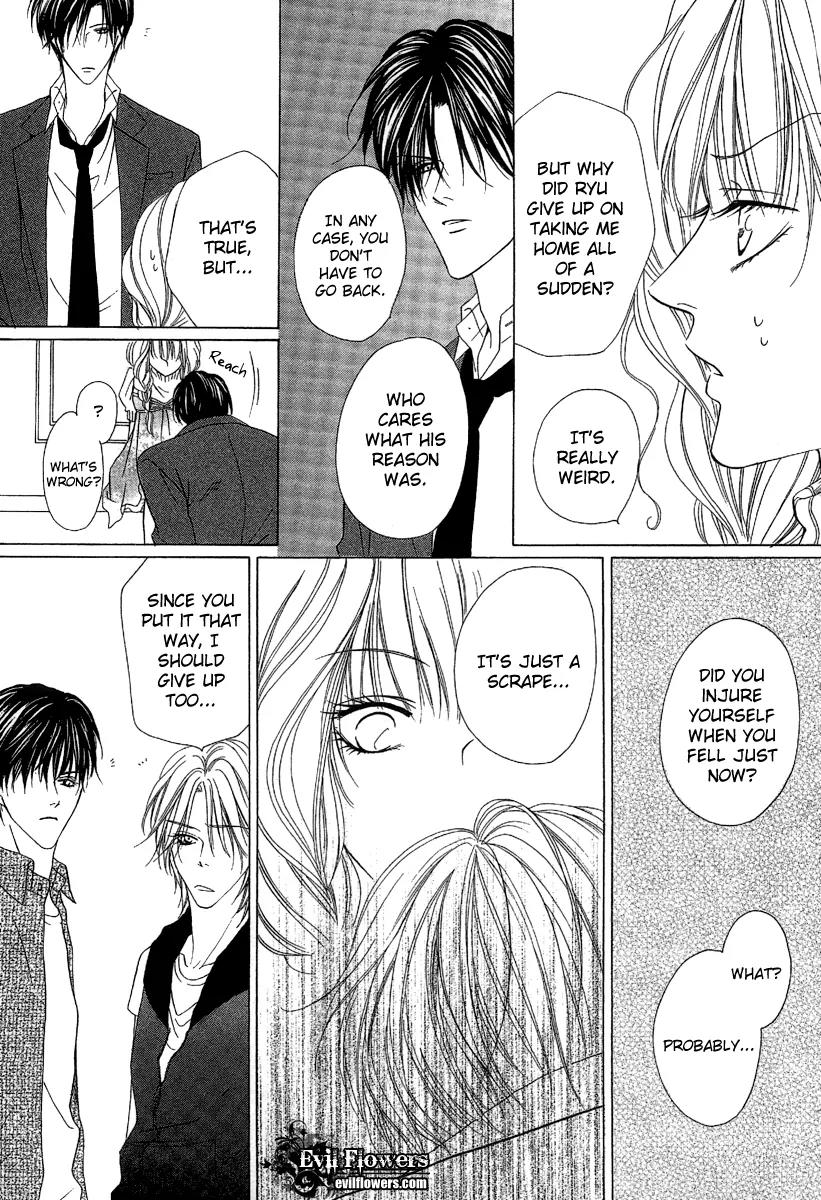 BUT WHY
DID RYU
GIVE UP ON
TAKING ME
HOME ALL
OF A
SUDDEN?
IT'S
REALLY
WEIRD.
IN ANY
CASE, YOU
DON'T
HAVE TO
GO BACK.
WHO
CARES
WHAT HIS
REASON
WAS.
THAT'S
TRUE,
BUT...
Reach
?
WHAT'S
WRONG?
DID YOU
INJURE
YOURSELF
WHEN YOU
FELL JUST
NOW?
WHAT?
PROBABLY...
IT'S JUST A
SCRAPE...
SINCE YOU
PUT IT THAT
WAY, I
SHOULD
GIVE UP
TOO...
Evil Flowers
evilflowers.com